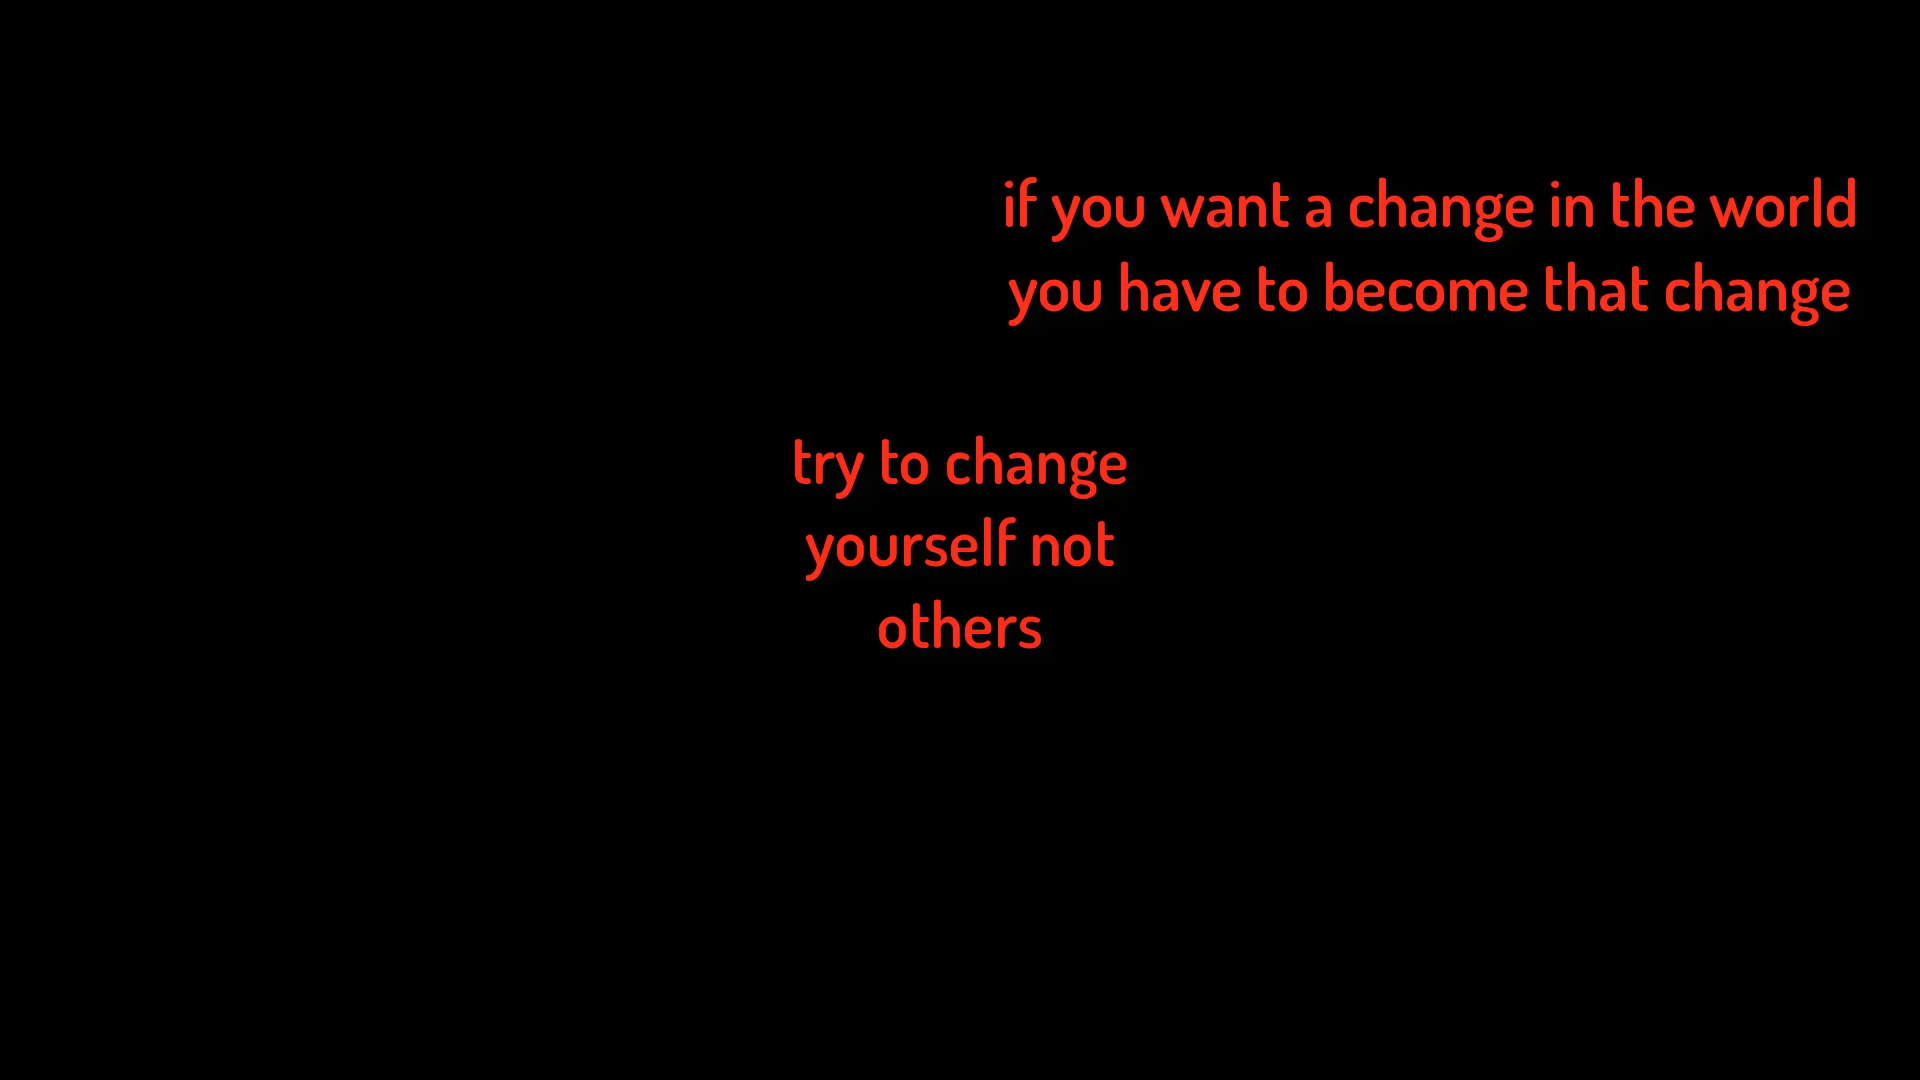 if you want a change in the world
you have to become that change
try to change
yourself not
others